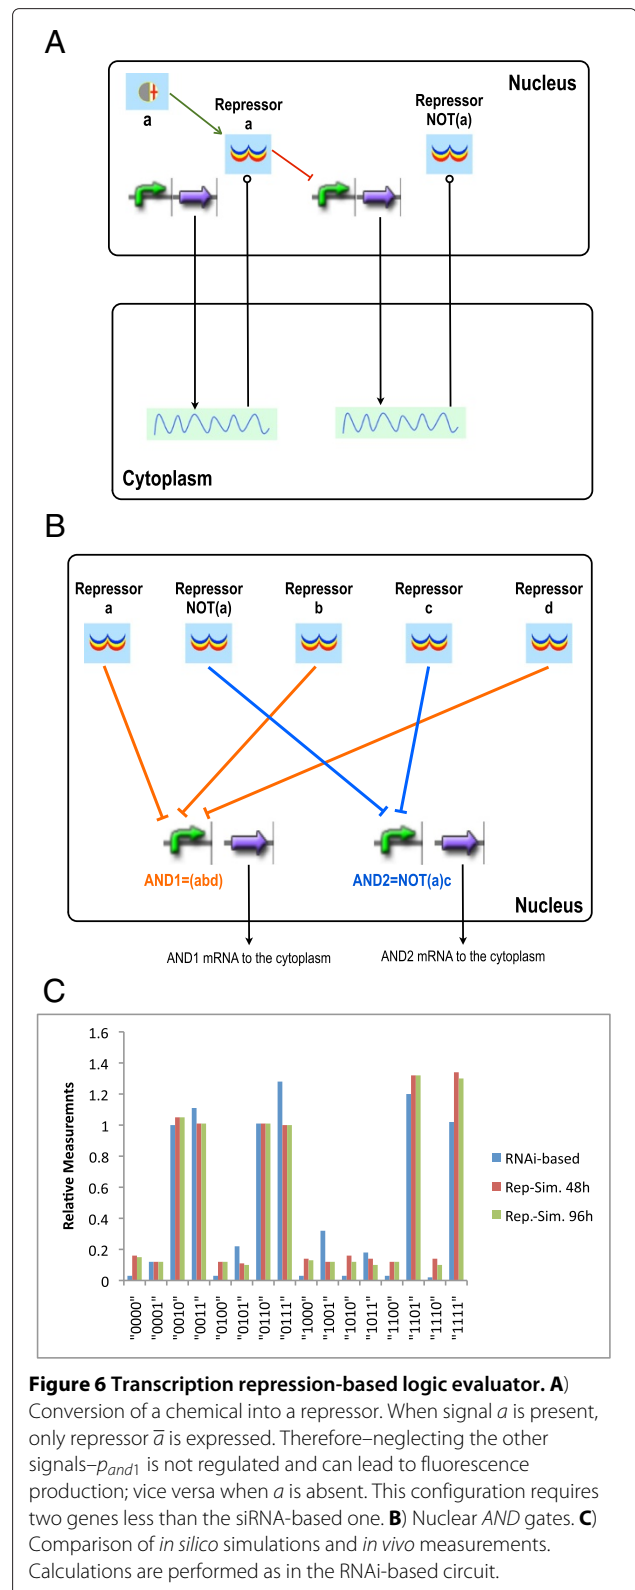 A
Nucleus
a
Repressor
a
Repressor
NOT(a)
Cytoplasm
B
Repressor
a
Repressor
NOT(a)
Repressor
b
Repressor
c
Repressor
d
AND1=(abd)
AND2=NOT(a)c
Nucleus
AND1 mRNA to the cytoplasm
AND2 mRNA to the cytoplasm
C
Relative Measuremnts
1.6
1.4
1.2
1
0.8
0.6
0.4
0.2
0
"0000"
"0001"
"0010"
"0011"
"0100"
"0101"
"0110"
"0111"
"1000"
"1001"
"1010"
"1011"
"1100"
"1101"
"1110"
"1111"
RNAi-based
Rep-Sim. 48h
Rep.-Sim. 96h
Figure 6 Transcription repression-based logic evaluator. A)
Conversion of a chemical into a repressor. When signal a is present,
only repressor a̅ is expressed. Therefore–neglecting the other
signals–p_and1 is not regulated and can lead to fluorescence
production; vice versa when a is absent. This configuration requires
two genes less than the siRNA-based one. B) Nuclear AND gates. C)
Comparison of in silico simulations and in vivo measurements.
Calculations are performed as in the RNAi-based circuit.